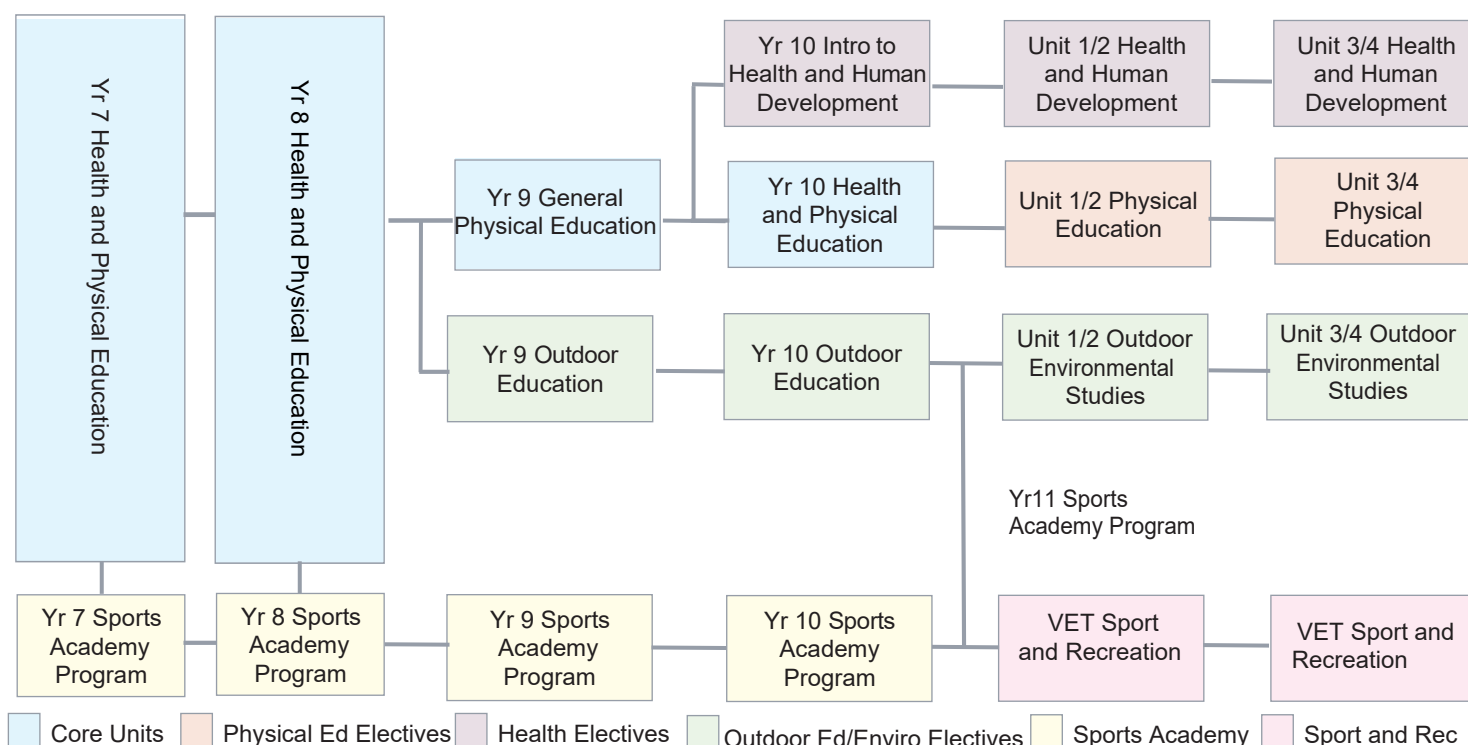 Yr 7 Health and Physical Education
Yr 8 Health and Physical Education
Yr 9 General
Physical Education
Yr 10 Intro to
Health and Human
Development
Unit 1/2 Health
and Human
Development
Unit 3/4 Health
and Human
Development
Yr 10 Health
and Physical
Education
Unit 1/2 Physical
Education
Unit 3/4
Physical
Education
Yr 9 Outdoor
Education
Yr 10 Outdoor
Education
Unit 1/2 Outdoor
Environmental
Studies
Unit 3/4 Outdoor
Environmental
Studies
Yr11 Sports
Academy Program
Yr 7 Sports
Academy
Program
Yr 8 Sports
Academy
Program
Yr 9 Sports
Academy
Program
Yr 10 Sports
Academy
Program
VET Sport
and Recreation
VET Sport and
Recreation
Core Units
Physical Ed Electives
Health Electives
Outdoor Ed/Enviro Electives
Sports Academy
Sport and Rec